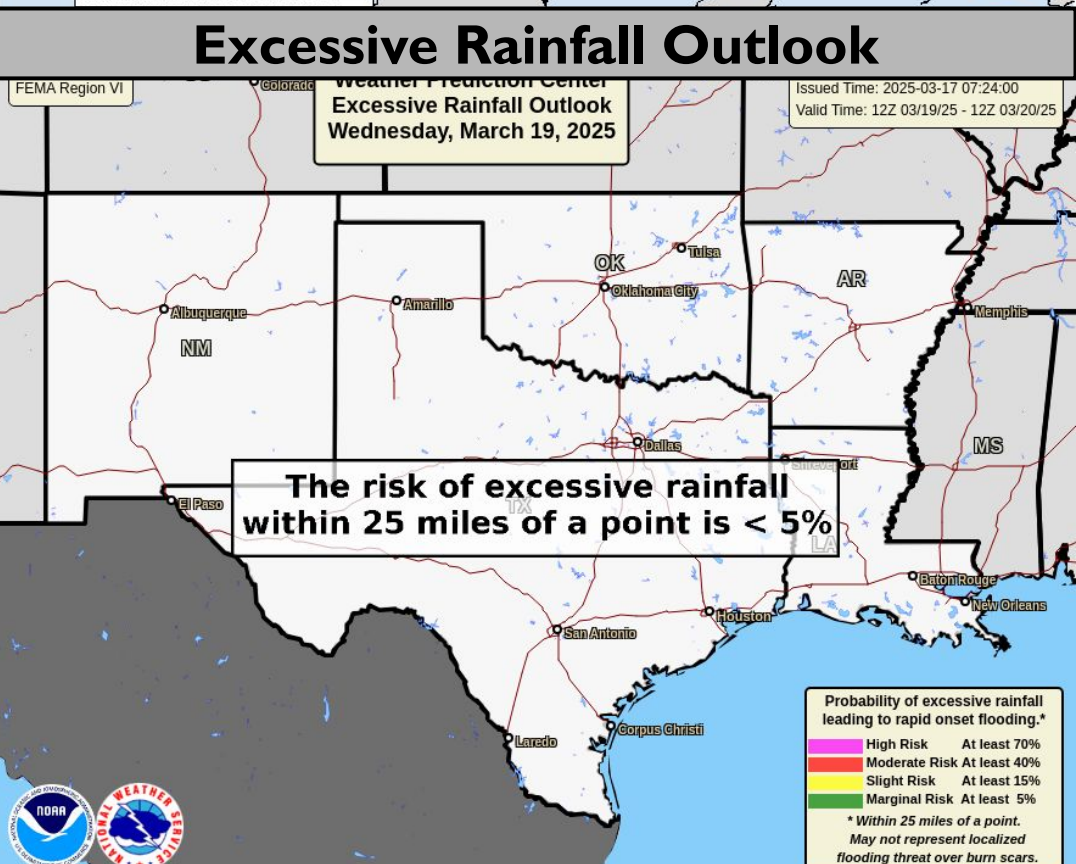 Excessive Rainfall Outlook
FEMA Region VI
Colorado
Weather Prediction Center
Excessive Rainfall Outlook
Wednesday, March 19, 2025
Issued Time: 2025-03-17 07:24:00
Valid Time: 12Z 03/19/25 - 12Z 03/20/25
Tulsa
OK
Oklahoma City
AR
Amarillo
Albuquerque
Memphis
NM
Dallas
MS
Shreveport
The risk of excessive rainfall
within 25 miles of a point is < 5%
TX
El Paso
LA
Baton Rouge
New Orleans
Houston
San Antonio
Corpus Christi
Laredo
Probability of excessive rainfall
leading to rapid onset flooding.*
High Risk At least 70%
Moderate Risk At least 40%
Slight Risk At least 15%
Marginal Risk At least 5%
* Within 25 miles of a point.
May not represent localized
flooding threat over burn scars.
NOAA
NATIONAL WEATHER SERVICE